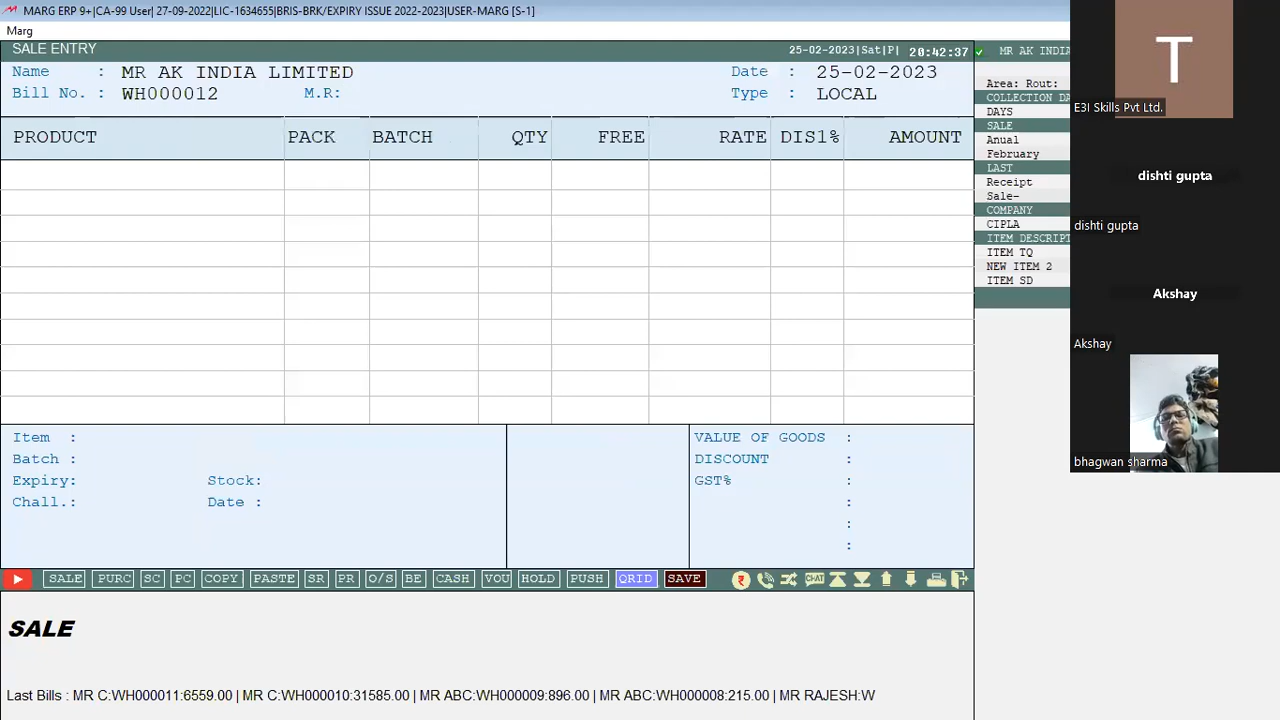 MARG ERP 9+|CA-99 User| 27-09-2022|LIC-1634655|BRIS-BRK/EXPIRY ISSUE 2022-2023|USER-MARG [S-1]
Marg
SALE ENTRY
25-02-2023|Sat|P| 20:42:37
Name : MR AK INDIA LIMITED
Date : 25-02-2023
Bill No. : WH000012 M.R:
Type : LOCAL
PRODUCT PACK BATCH QTY FREE RATE DIS1% AMOUNT
Item :
Batch :
Expiry: Stock:
Chall.: Date :
VALUE OF GOODS :
DISCOUNT :
GST% :
:
:
SALE PURC SC PC COPY PASTE SR PR O/S BE CASH VOU HOLD PUSH QRID SAVE CHAT
SALE
Last Bills : MR C:WH000011:6559.00 | MR C:WH000010:31585.00 | MR ABC:WH000009:896.00 | MR ABC:WH000008:215.00 | MR RAJESH:W
MR AK INDIA
Area: Rout:
COLLECTION DA
DAYS
SALE
Anual
February
LAST
Receipt
Sale-
COMPANY
CIPLA
ITEM DESCRIPT
ITEM TQ
NEW ITEM 2
ITEM SD
T
E3I Skills Pvt Ltd.
dishti gupta
dishti gupta
Akshay
Akshay
bhagwan sharma